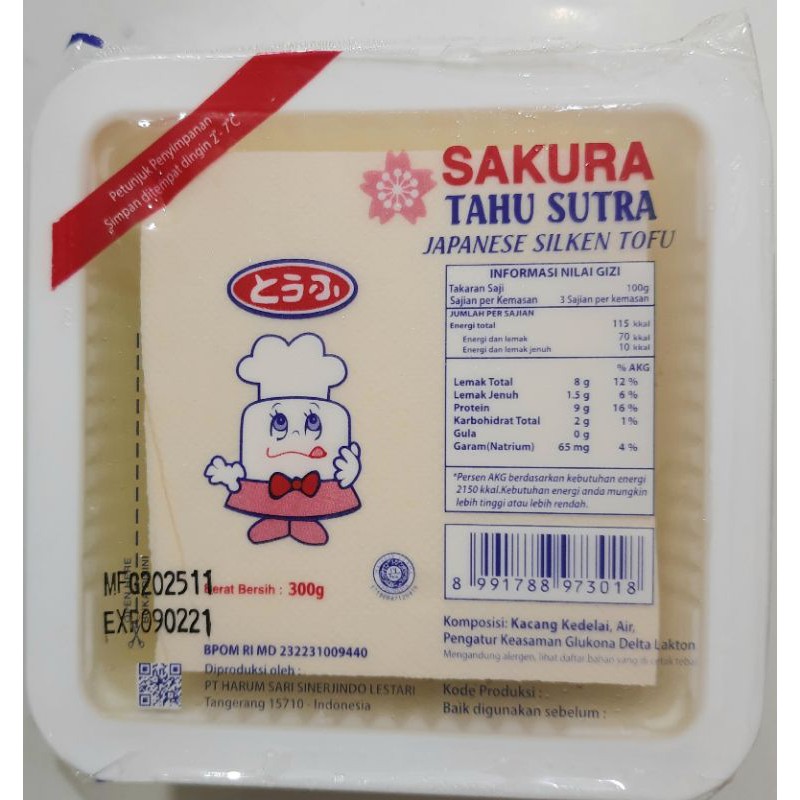 Petunjuk Penyimpanan
Simpan ditempat dingin 2°- 7°C
SAKURA
TAHU SUTRA
JAPANESE SILKEN TOFU
とうふ
INFORMASI NILAI GIZI
Takaran Saji 100g
Sajian per Kemasan 3 Sajian per kemasan
JUMLAH PER SAJIAN
Energi total 115 kkal
Energi dan lemak 70 kkal
Energi dan lemak jenuh 10 kkal
% AKG
Lemak Total 8 g 12 %
Lemak Jenuh 1.5 g 6 %
Protein 9 g 16 %
Karbohidrat Total 2 g 1%
Gula 0 g
Garam(Natrium) 65 mg 4 %
*Persen AKG berdasarkan kebutuhan energi
2150 kkal.Kebutuhan energi anda mungkin
lebih tinggi atau lebih rendah.
8 991788 973018
MFG202511
EXP090221
Berat Bersih : 300g
Komposisi: Kacang Kedelai, Air,
Pengatur Keasaman Glukona Delta Lakton
Mengandung alergen, lihat daftar bahan yang di cetak tebal
BPOM RI MD 232231009440
Diproduksi oleh :
PT HARUM SARI SINERJINDO LESTARI
Tangerang 15710 - Indonesia
Kode Produksi :
Baik digunakan sebelum :